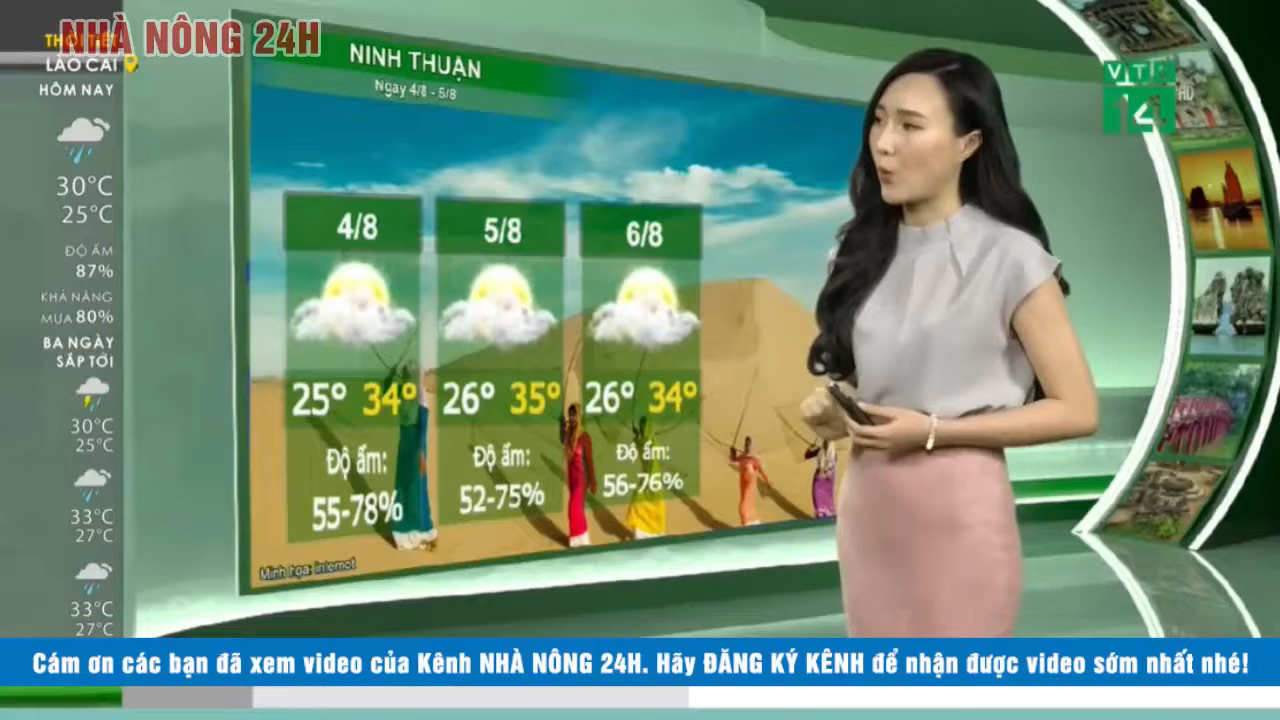 NHÀ NÔNG 24H
THỜI TIẾT
LÀO CAI
HÔM NAY
30°C
25°C
ĐỘ ẨM
87%
KHẢ NĂNG
MƯA 80%
BA NGÀY
SẮP TỚI
30°C
25°C
33°C
27°C
33°C
27°C
NINH THUẬN
Ngày 4/8 - 6/8
4/8
25° 34°
Độ ẩm:
55-78%
5/8
26° 35°
Độ ẩm:
52-75%
6/8
26° 34°
Độ ẩm:
56-76%
Minh họa: internet
VTC
14
Cám ơn các bạn đã xem video của Kênh NHÀ NÔNG 24H. Hãy ĐĂNG KÝ KÊNH để nhận được video sớm nhất nhé!